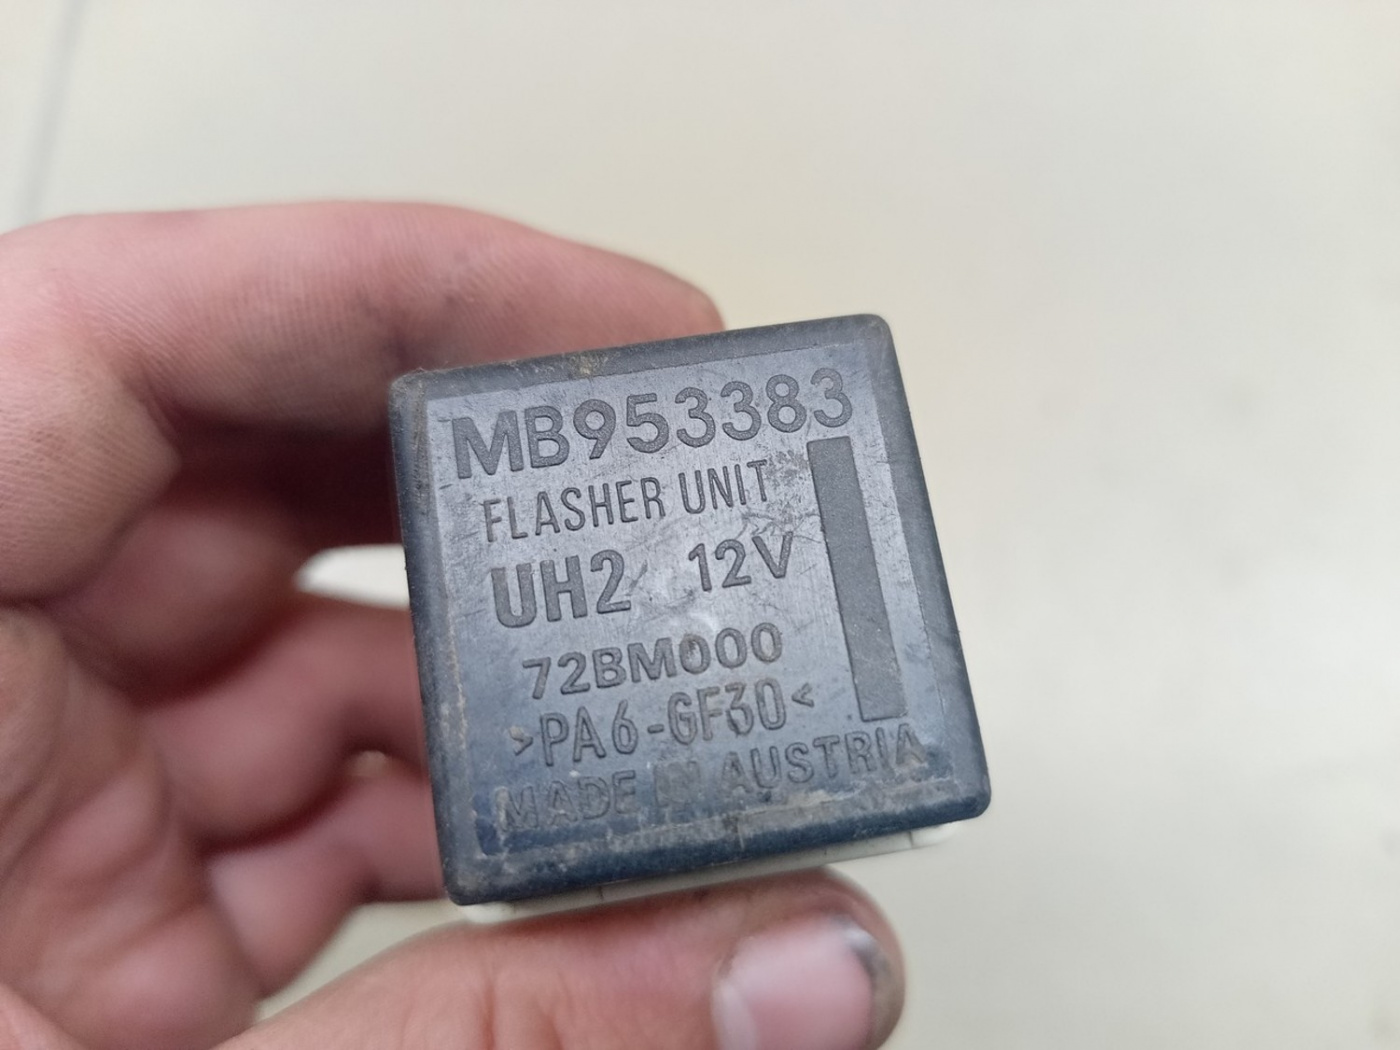 MB953383
FLASHER UNIT
UH2 12V
72BM000
>PA6-GF30<
MADE IN AUSTRIA